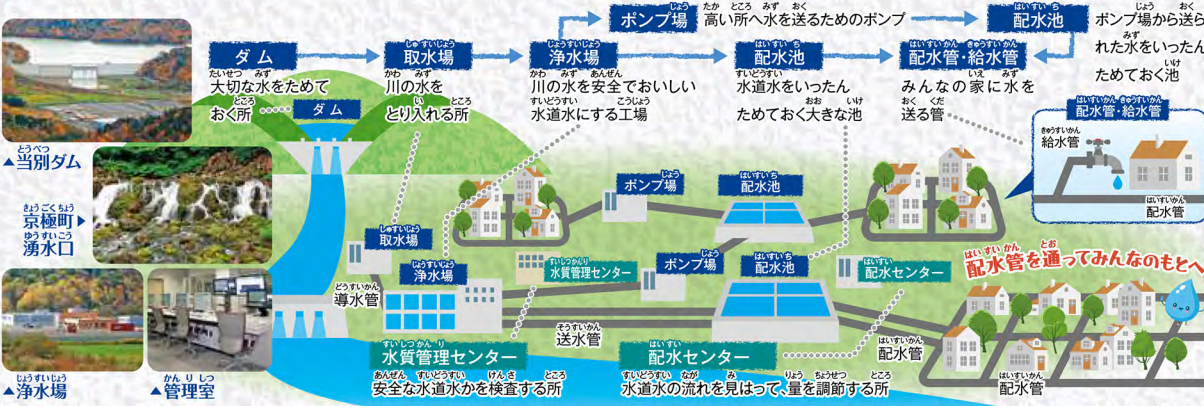 ポンプ場
高い所へ水を送るためのポンプ
配水池
ポンプ場から送ら
れた水をいったん
ためておく池
ダム
大切な水をためて
おく所
取水場
川の水を
とり入れる所
浄水場
川の水を安全でおいしい
水道水にする工場
配水池
水道水をいったん
ためておく大きな池
配水管・給水管
みんなの家に水を
送る管
ダム
▲当別ダム
京極町▶
湧水口
▲浄水場
▲管理室
取水場
浄水場
導水管
水質管理センター
ポンプ場
配水池
ポンプ場
配水池
配水センター
送水管
配水管
配水管
配水管・給水管
給水管
配水管
配水管を通ってみんなのもとへ
水質管理センター
安全な水道水かを検査する所
配水センター
水道水の流れを見はって、量を調節する所